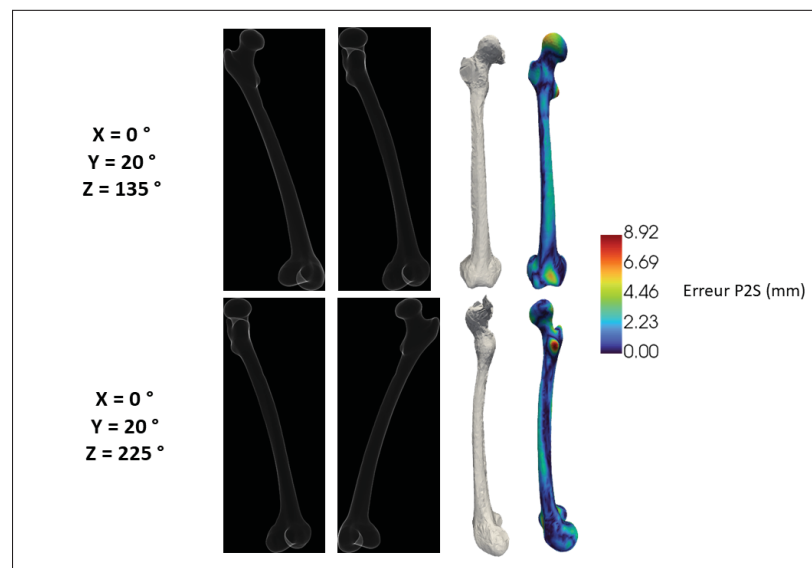 X = 0 °
Y = 20 °
Z = 135 °
8.92
6.69
4.46
2.23
0.00
Erreur P2S (mm)
X = 0 °
Y = 20 °
Z = 225 °